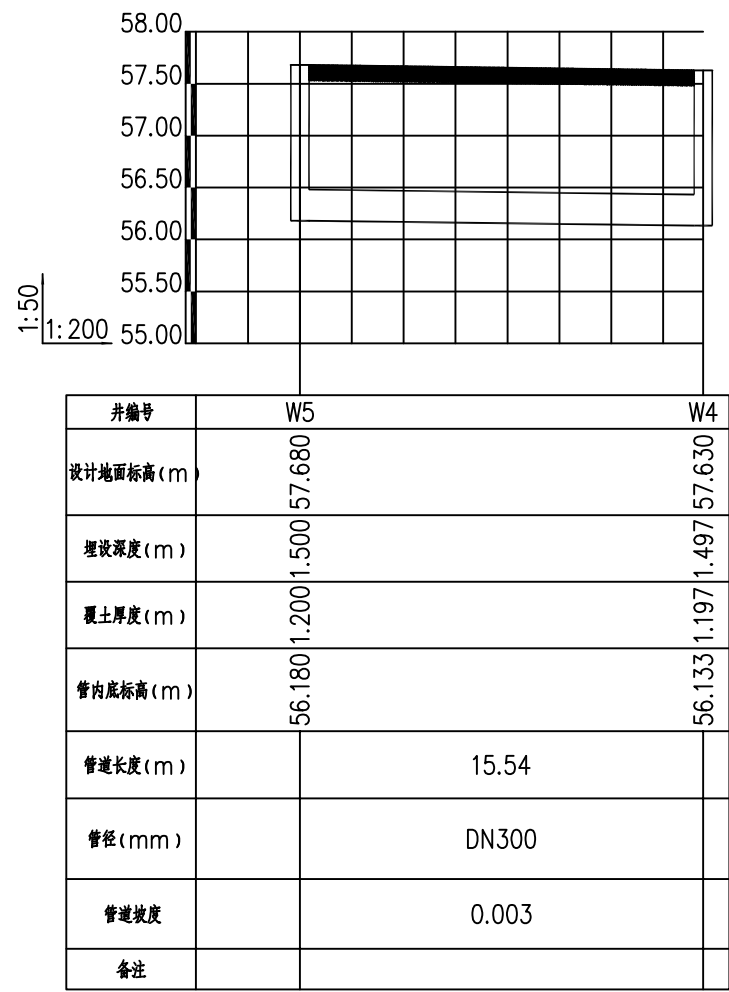 58.00
57.50
57.00
56.50
56.00
55.50
55.00
1:50
1:200
井编号 W5 W4
设计地面标高(m) 57.680 57.630
埋设深度(m) 1.500 1.497
覆土厚度(m) 1.200 1.197
管内底标高(m) 56.180 56.133
管道长度(m) 15.54
管径(mm) DN300
管道坡度 0.003
备注